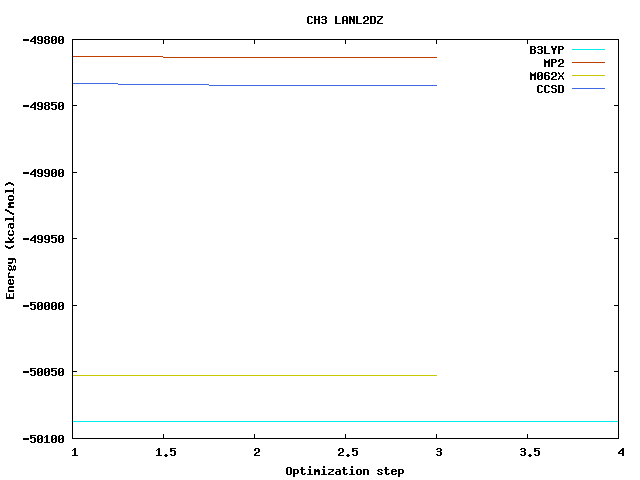 CH3 LANL2DZ
B3LYP
MP2
M062X
CCSD
Energy (kcal/mol)
-49800
-49850
-49900
-49950
-50000
-50050
-50100
1 1.5 2 2.5 3 3.5 4
Optimization step